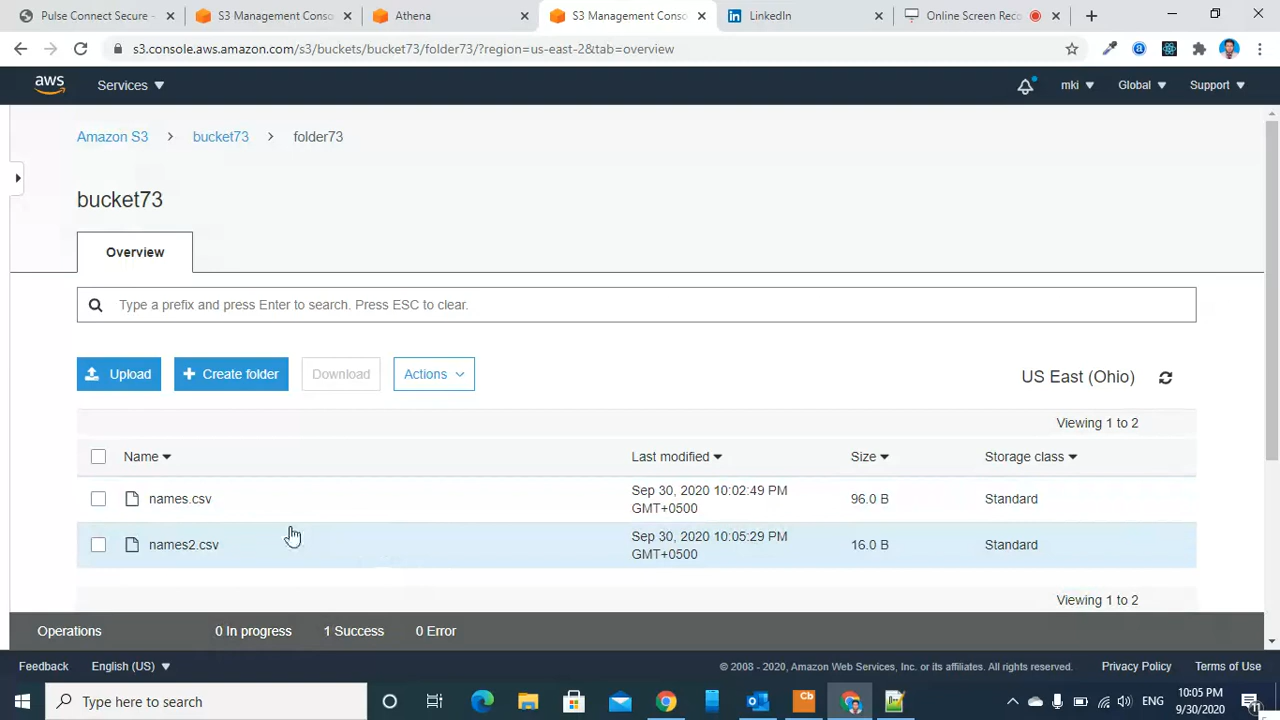 Pulse Connect Secure -
S3 Management Conso
Athena
S3 Management Conso
LinkedIn
Online Screen Reco
s3.console.aws.amazon.com/s3/buckets/bucket73/folder73/?region=us-east-2&tab=overview
aws Services mki Global Support
Amazon S3 bucket73 folder73
bucket73
Overview
Type a prefix and press Enter to search. Press ESC to clear.
Upload Create folder Download Actions US East (Ohio)
Viewing 1 to 2
Name Last modified Size Storage class
names.csv Sep 30, 2020 10:02:49 PM 96.0 B Standard
GMT+0500
names2.csv Sep 30, 2020 10:05:29 PM 16.0 B Standard
GMT+0500
Viewing 1 to 2
Operations 0 In progress 1 Success 0 Error
Feedback English (US) © 2008 - 2020, Amazon Web Services, Inc. or its affiliates. All rights reserved. Privacy Policy Terms of Use
Type here to search Cb ENG 10:05 PM
9/30/2020